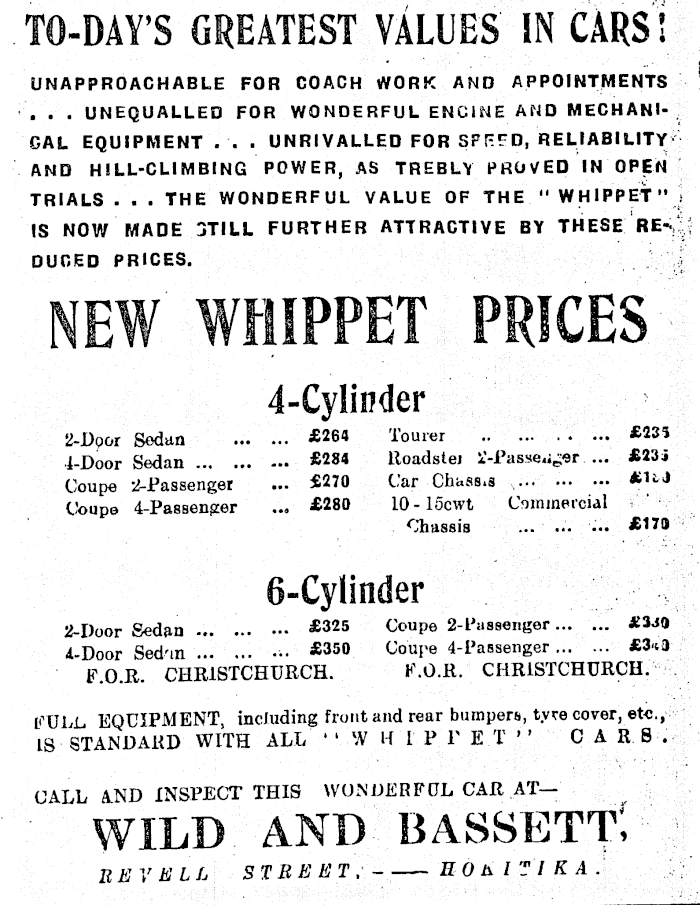 TO-DAY'S GREATEST VALUES IN CARS!
UNAPPROACHABLE FOR COACH WORK AND APPOINTMENTS
. . . UNEQUALLED FOR WONDERFUL ENGINE AND MECHANI-
CAL EQUIPMENT . . . UNRIVALLED FOR SPEED, RELIABILITY
AND HILL-CLIMBING POWER, AS TREBLY PROVED IN OPEN
TRIALS . . . THE WONDERFUL VALUE OF THE "WHIPPET"
IS NOW MADE STILL FURTHER ATTRACTIVE BY THESE RE-
DUCED PRICES.
NEW WHIPPET PRICES
4-Cylinder
2-Door Sedan ... ... £264
4-Door Sedan ... ... ... £284
Coupe 2-Passenger ... £270
Coupe 4-Passenger ... £280
Tourer .. ... .. ... £235
Roadster 2-Passenger ... £235
Car Chassis ... ... ...
10-15cwt Commercial
Chassis ... ... ... £170
6-Cylinder
2-Door Sedan ... ... ... £325
4-Door Sedan ... ... ... £350
F.O.R. CHRISTCHURCH.
Coupe 2-Passenger ... ... £330
Coupe 4-Passenger ... ...
F.O.R. CHRISTCHURCH.
FULL EQUIPMENT, including front and rear bumpers, tyre cover, etc.,
IS STANDARD WITH ALL "WHIPPET" CARS.
CALL AND INSPECT THIS WONDERFUL CAR AT—
WILD AND BASSETT,
REVELL STREET, - — HOKITIKA.